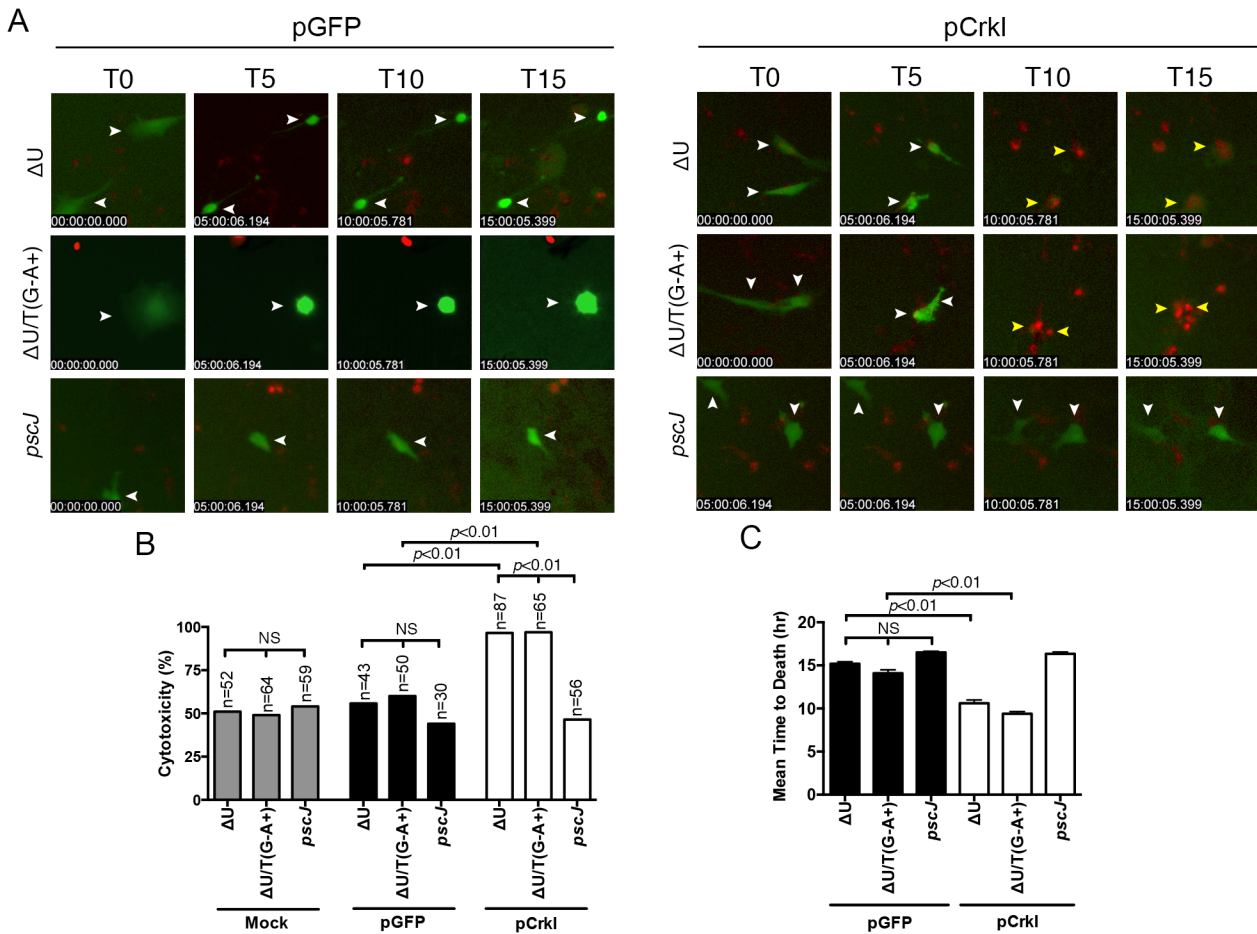 A
pGFP
pCrkI
T0 T5 T10 T15
T0 T5 T10 T15
ΔU
00:00:00.000 05:00:06.194 10:00:05.781 15:00:05.399
ΔU/T(G-A+)
00:00:00.000 05:00:06.194 10:00:05.781 15:00:05.399
pscJ
00:00:00.000 05:00:06.194 10:00:05.781 15:00:05.399
ΔU
00:00:00.000 05:00:06.194 10:00:05.781 15:00:05.399
ΔU/T(G-A+)
00:00:00.000 05:00:06.194 10:00:05.781 15:00:05.399
pscJ
05:00:06.194 05:00:06.194 10:00:05.781 15:00:05.399
B
p<0.01
p<0.01
p<0.01
NS
NS
n=52 n=64 n=59 n=43 n=50 n=30 n=87 n=65 n=56
Cytotoxicity (%)
100
75
50
25
0
ΔU ΔU/T(G-A+) pscJ ΔU ΔU/T(G-A+) pscJ ΔU ΔU/T(G-A+) pscJ
Mock pGFP pCrkI
C
p<0.01
p<0.01
NS
Mean Time to Death (hr)
20
15
10
5
0
ΔU ΔU/T(G-A+) pscJ ΔU ΔU/T(G-A+) pscJ
pGFP pCrkI